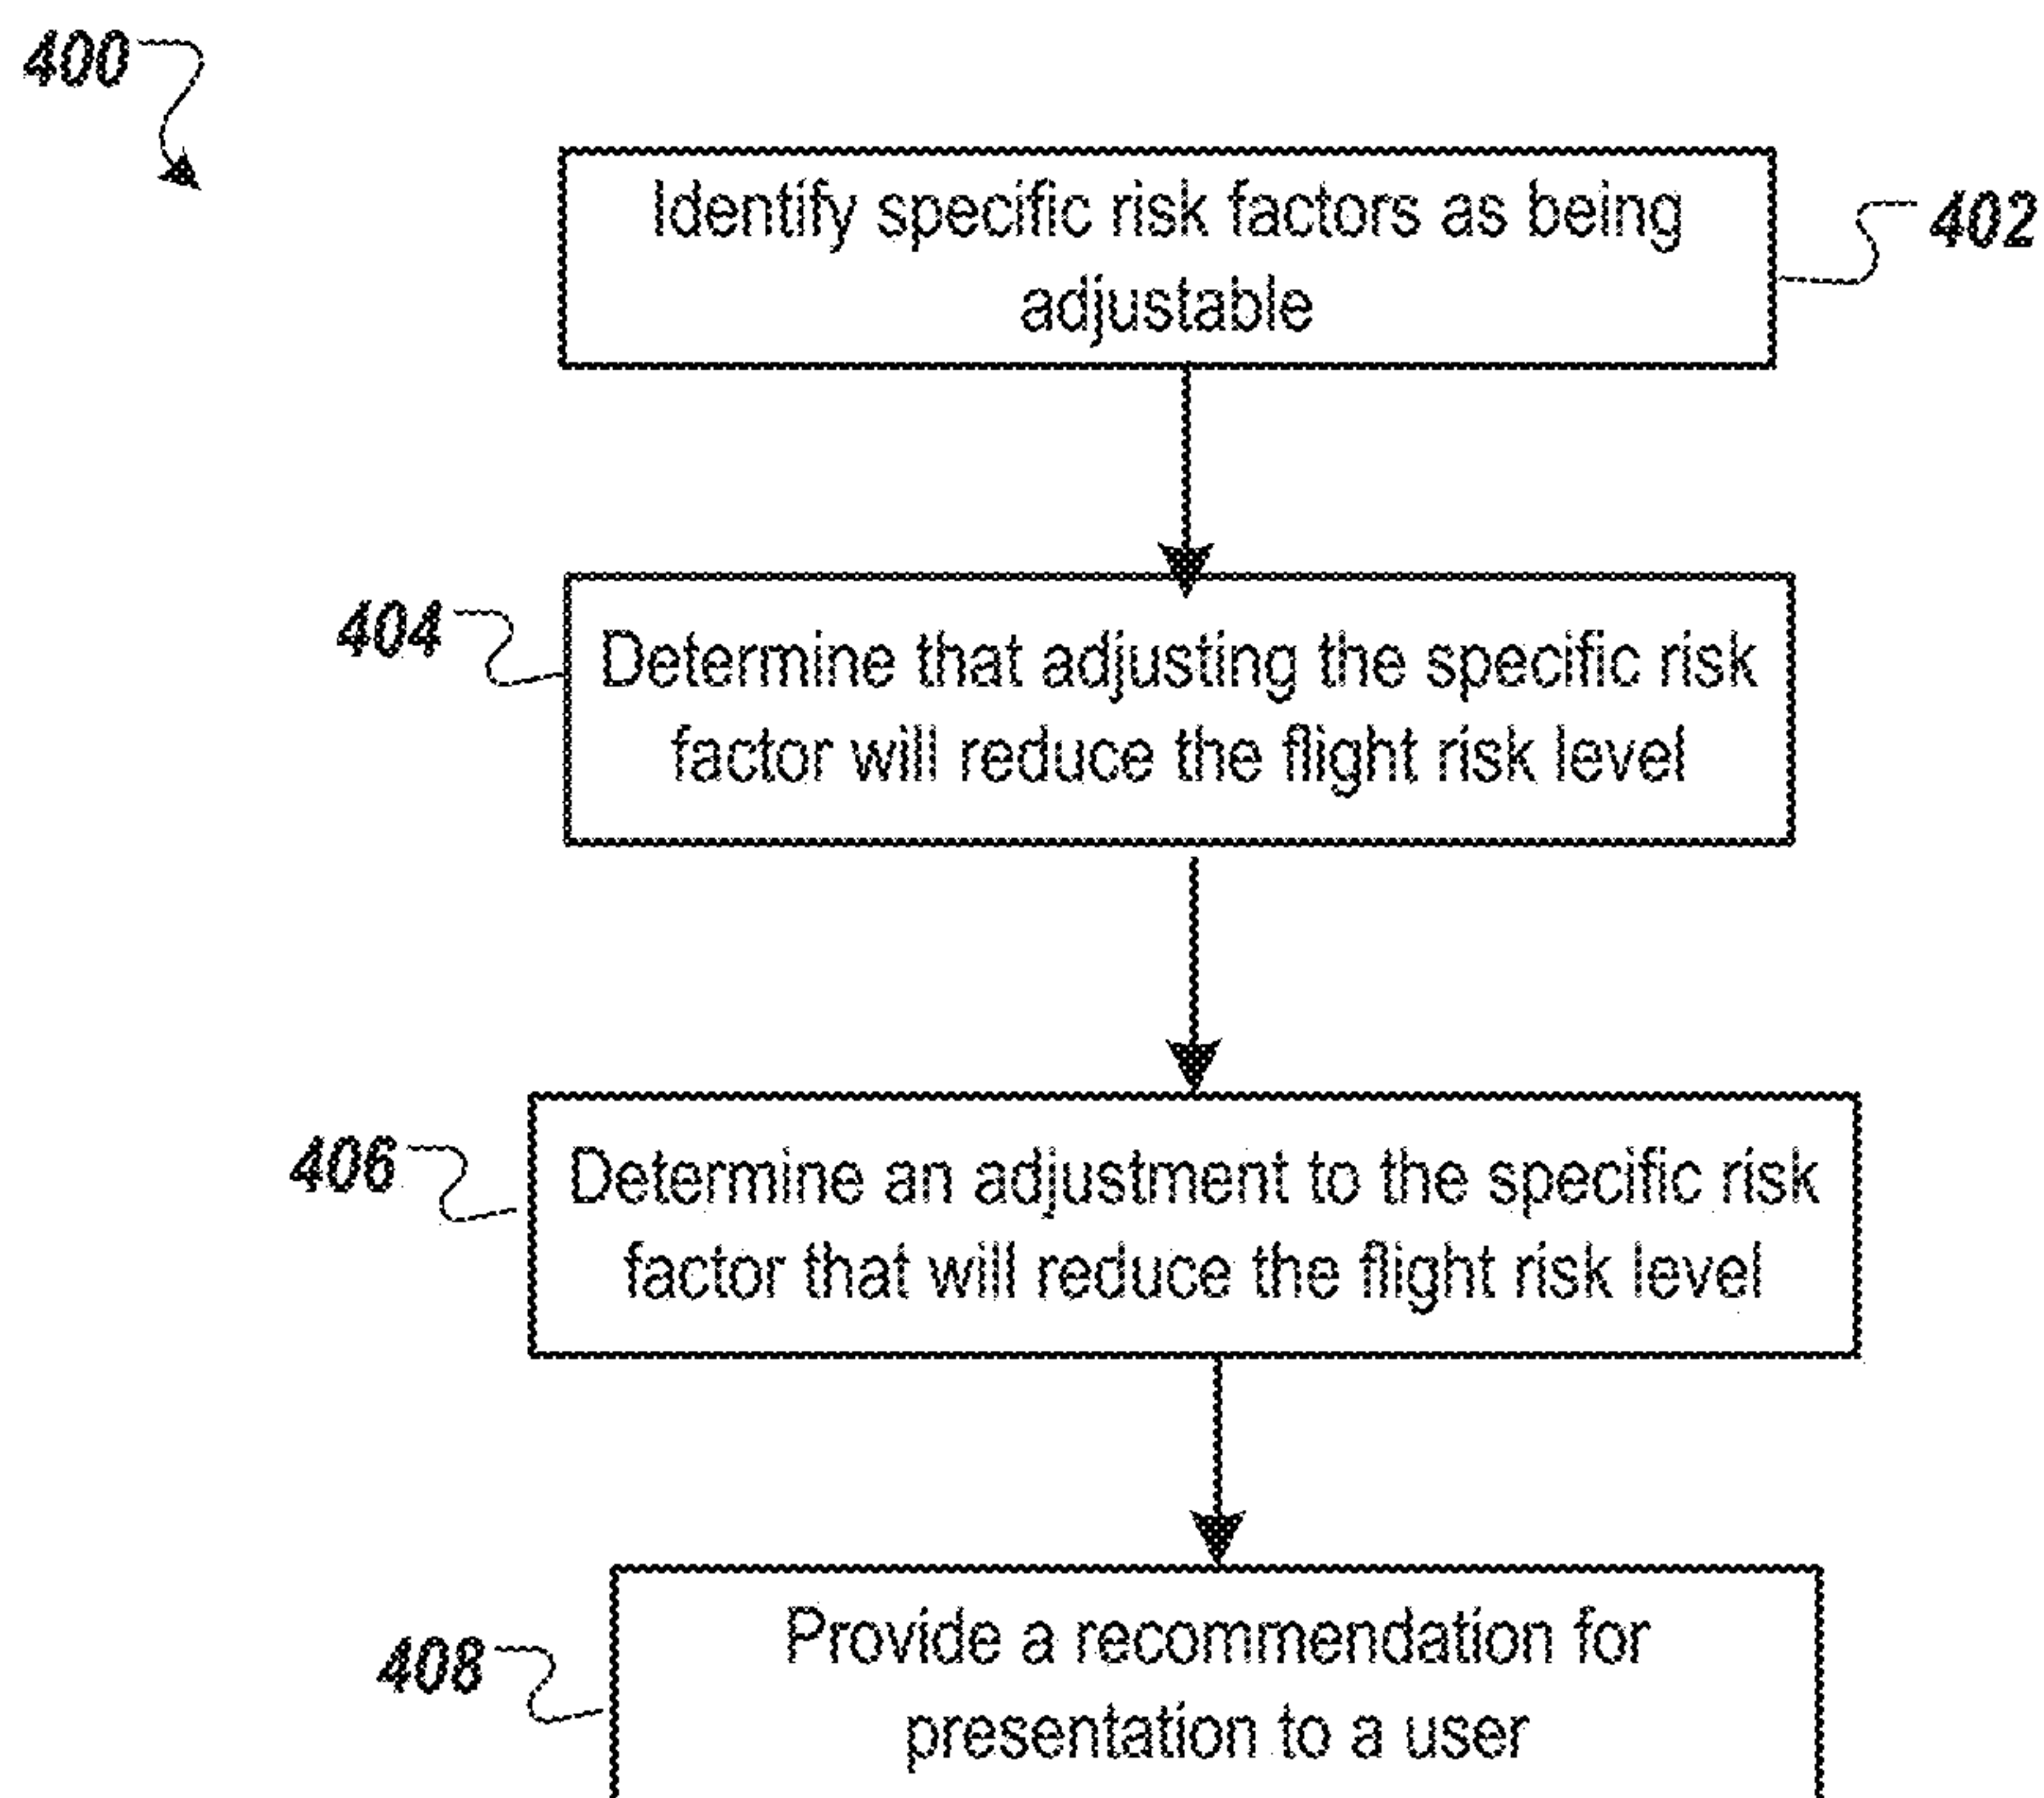 400
Identify specific risk factors as being
adjustable
402
404
Determine that adjusting the specific risk
factor will reduce the flight risk level
406
Determine an adjustment to the specific risk
factor that will reduce the flight risk level
408
Provide a recommendation for
presentation to a user